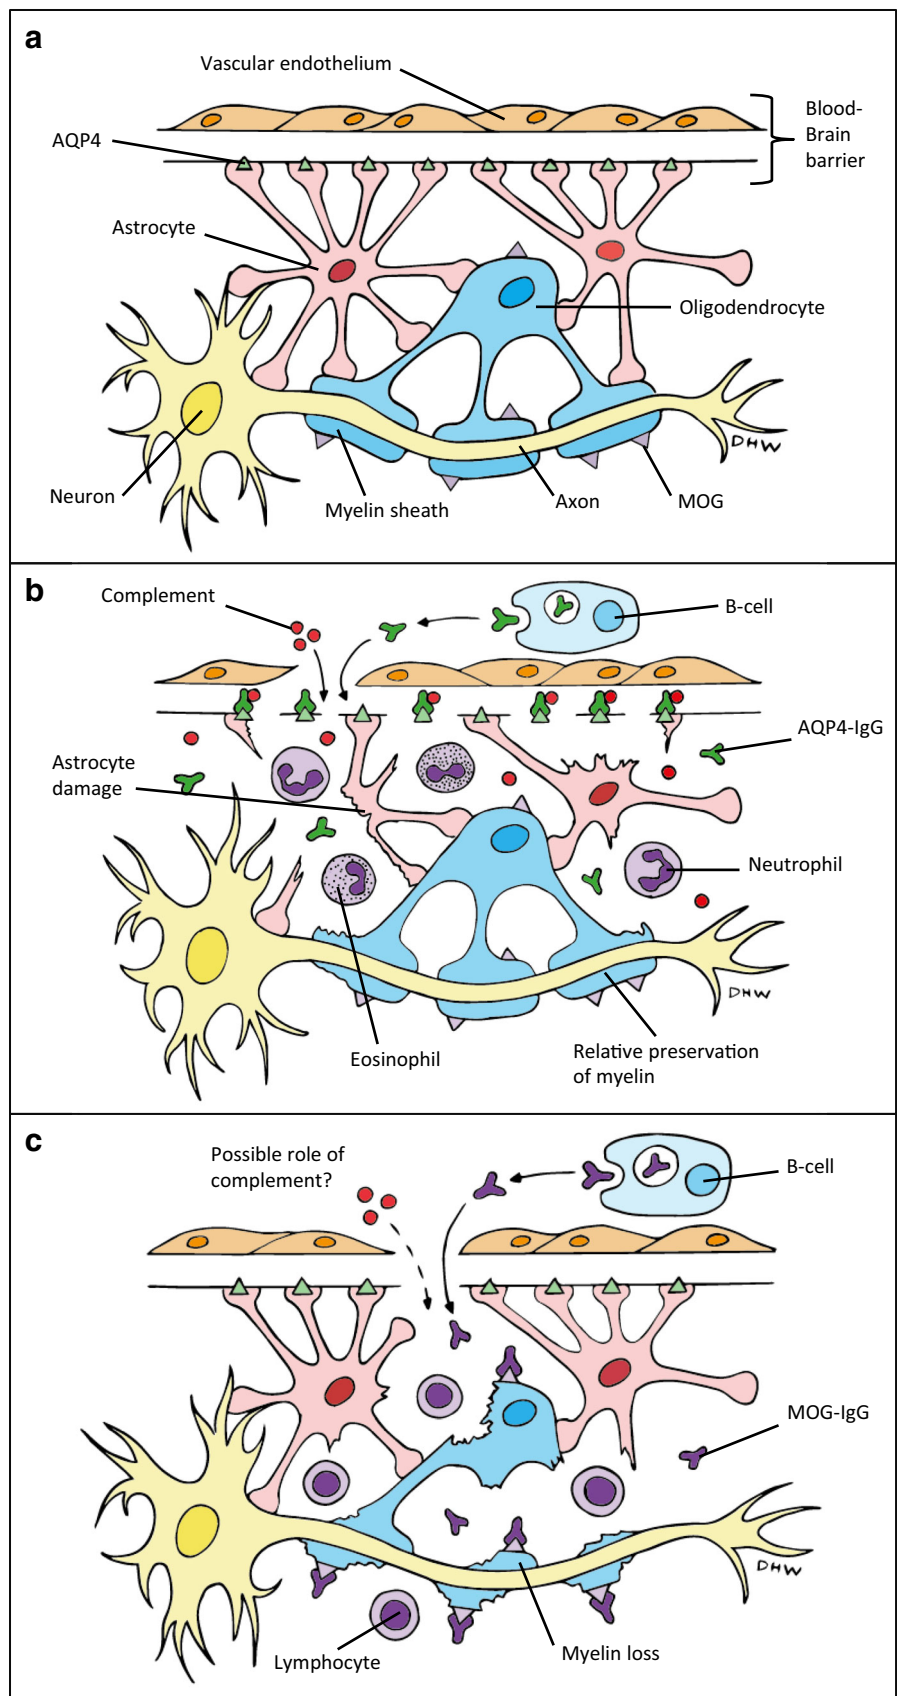 a
Vascular endothelium
AQP4
Blood-
Brain
barrier
Astrocyte
Oligodendrocyte
DHW
Neuron
Myelin sheath
Axon
MOG
b
Complement
B-cell
AQP4-IgG
Astrocyte
damage
Neutrophil
DHW
Eosinophil
Relative preservation
of myelin
c
Possible role of
complement?
B-cell
MOG-IgG
DHW
Lymphocyte
Myelin loss